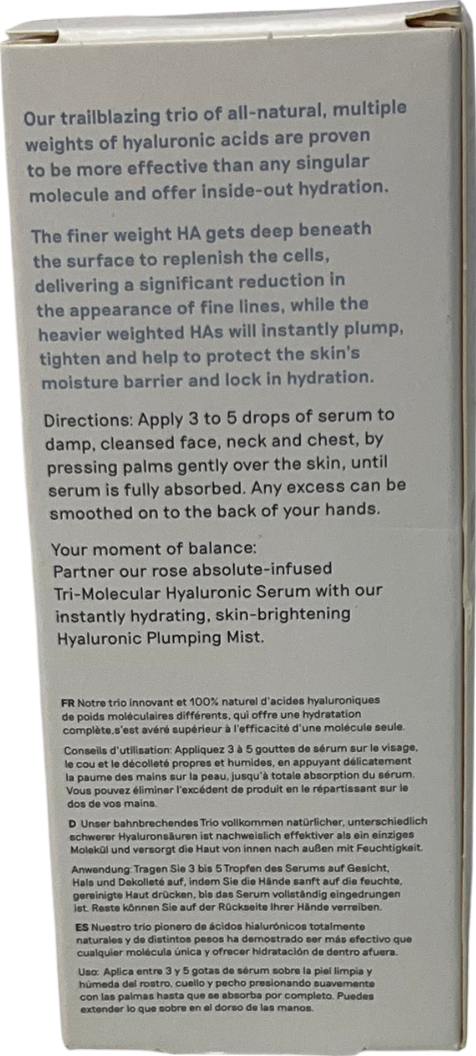 Our trailblazing trio of all-natural, multiple
weights of hyaluronic acids are proven
to be more effective than any singular
molecule and offer inside-out hydration.
The finer weight HA gets deep beneath
the surface to replenish the cells,
delivering a significant reduction in
the appearance of fine lines, while the
heavier weighted HAs will instantly plump,
tighten and help to protect the skin's
moisture barrier and lock in hydration.
Directions: Apply 3 to 5 drops of serum to
damp, cleansed face, neck and chest, by
pressing palms gently over the skin, until
serum is fully absorbed. Any excess can be
smoothed on to the back of your hands.
Your moment of balance:
Partner our rose absolute-infused
Tri-Molecular Hyaluronic Serum with our
instantly hydrating, skin-brightening
Hyaluronic Plumping Mist.
FR Notre trio innovant et 100% naturel d'acides hyaluroniques
de poids moléculaires différents, qui offre une hydratation
complète,s'est avéré supérieur à l'efficacité d'une molécule seule.
Conseils d'utilisation: Appliquez 3 à 5 gouttes de sérum sur le visage,
le cou et le décolleté propres et humides, en appuyant délicatement
la paume des mains sur la peau, jusqu'à totale absorption du sérum.
Vous pouvez éliminer l'excédent de produit en le répartissant sur le
dos de vos mains.
D Unser bahnbrechendes Trio vollkommen natürlicher, unterschiedlich
schwerer Hyaluronsäuren ist nachweislich effektiver als ein einziges
Molekül und versorgt die Haut von innen nach außen mit Feuchtigkeit.
Anwendung: Tragen Sie 3 bis 5 Tropfen des Serums auf Gesicht,
Hals und Dekolleté auf, indem Sie die Hände sanft auf die feuchte,
gereinigte Haut drücken, bis das Serum vollständig eingedrungen
ist. Reste können Sie auf der Rückseite Ihrer Hände verreiben.
ES Nuestro trio pionero de ácidos hialurónicos totalmente
naturales y de distintos pesos ha demostrado ser más efectivo que
cualquier molécula única y ofrecer hidratación de dentro afuera.
Uso: Aplica entre 3 y 5 gotas de sérum sobre la piel limpia y
húmeda del rostro, cuello y pecho presionando suavemente
con las palmas hasta que se absorba por completo. Puedes
extender lo que sobre en el dorso de las manos.